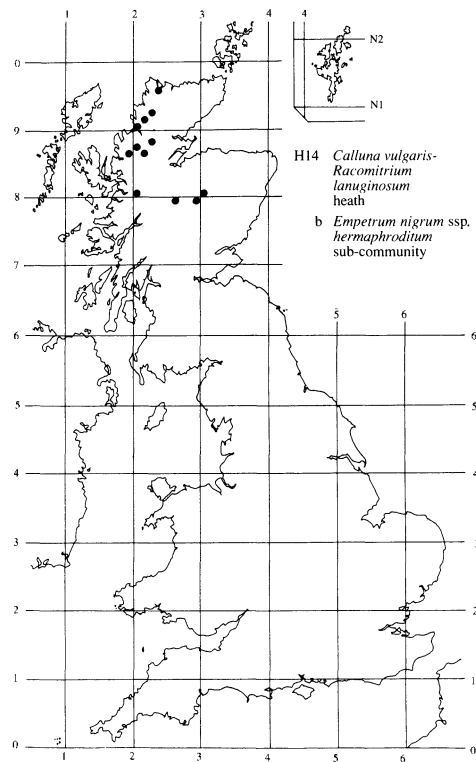 4
N2
N1
H14 Calluna vulgaris-
Racomitrium
lanuginosum
heath
b Empetrum nigrum ssp.
hermaphroditum
sub-community
0 1 2 3
9
8
7
5 6
6 6
5 5
4 4
3 3
2 2
1 1
0 0
1 2 3 4 5 6